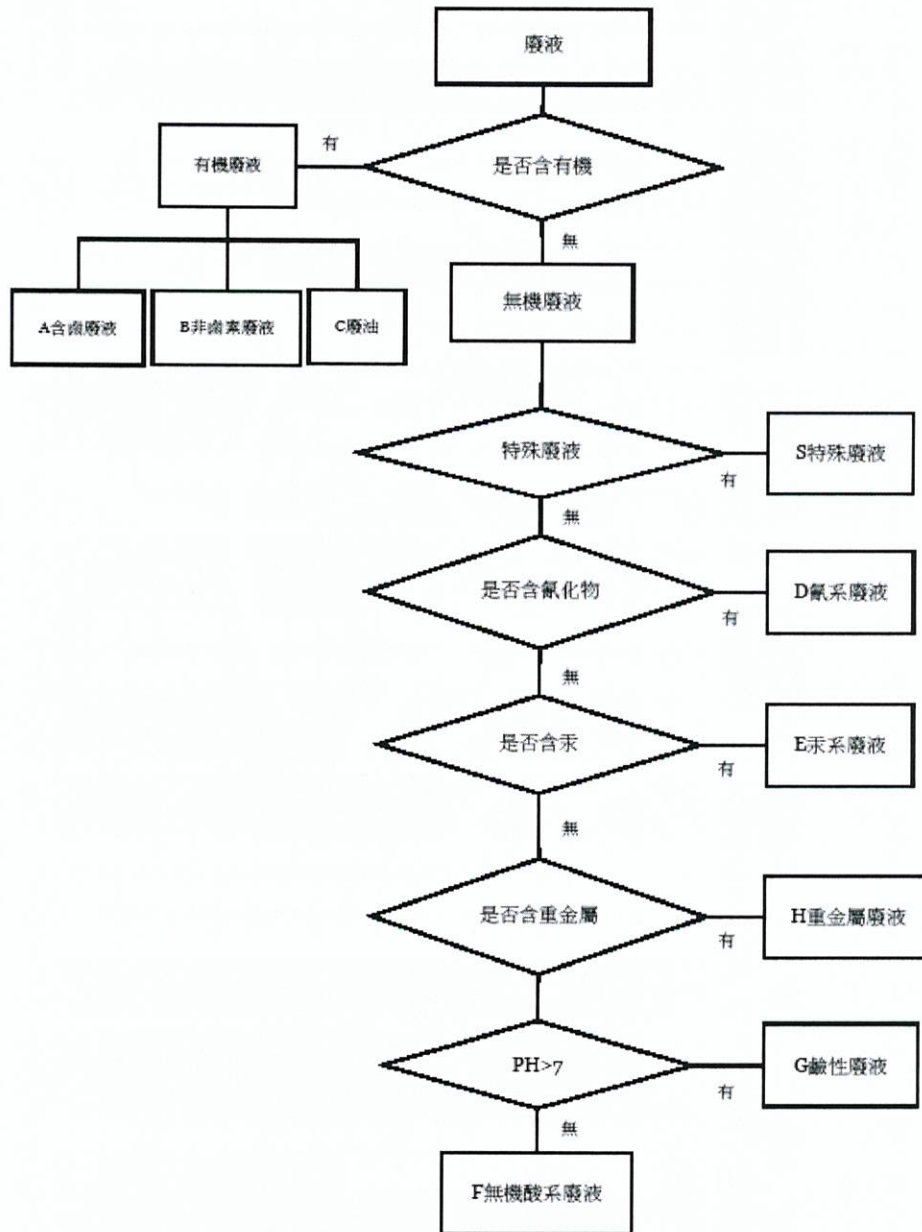 廢液
有
有機廢液
是否含有機
無
A含鹵廢液
B非鹵素廢液
C廢油
無機廢液
特殊廢液
有
S特殊廢液
無
是否含氰化物
有
D氰系廢液
無
是否含汞
有
E汞系廢液
無
是否含重金屬
有
H重金屬廢液
PH>7
有
G鹼性廢液
無
F無機酸系廢液